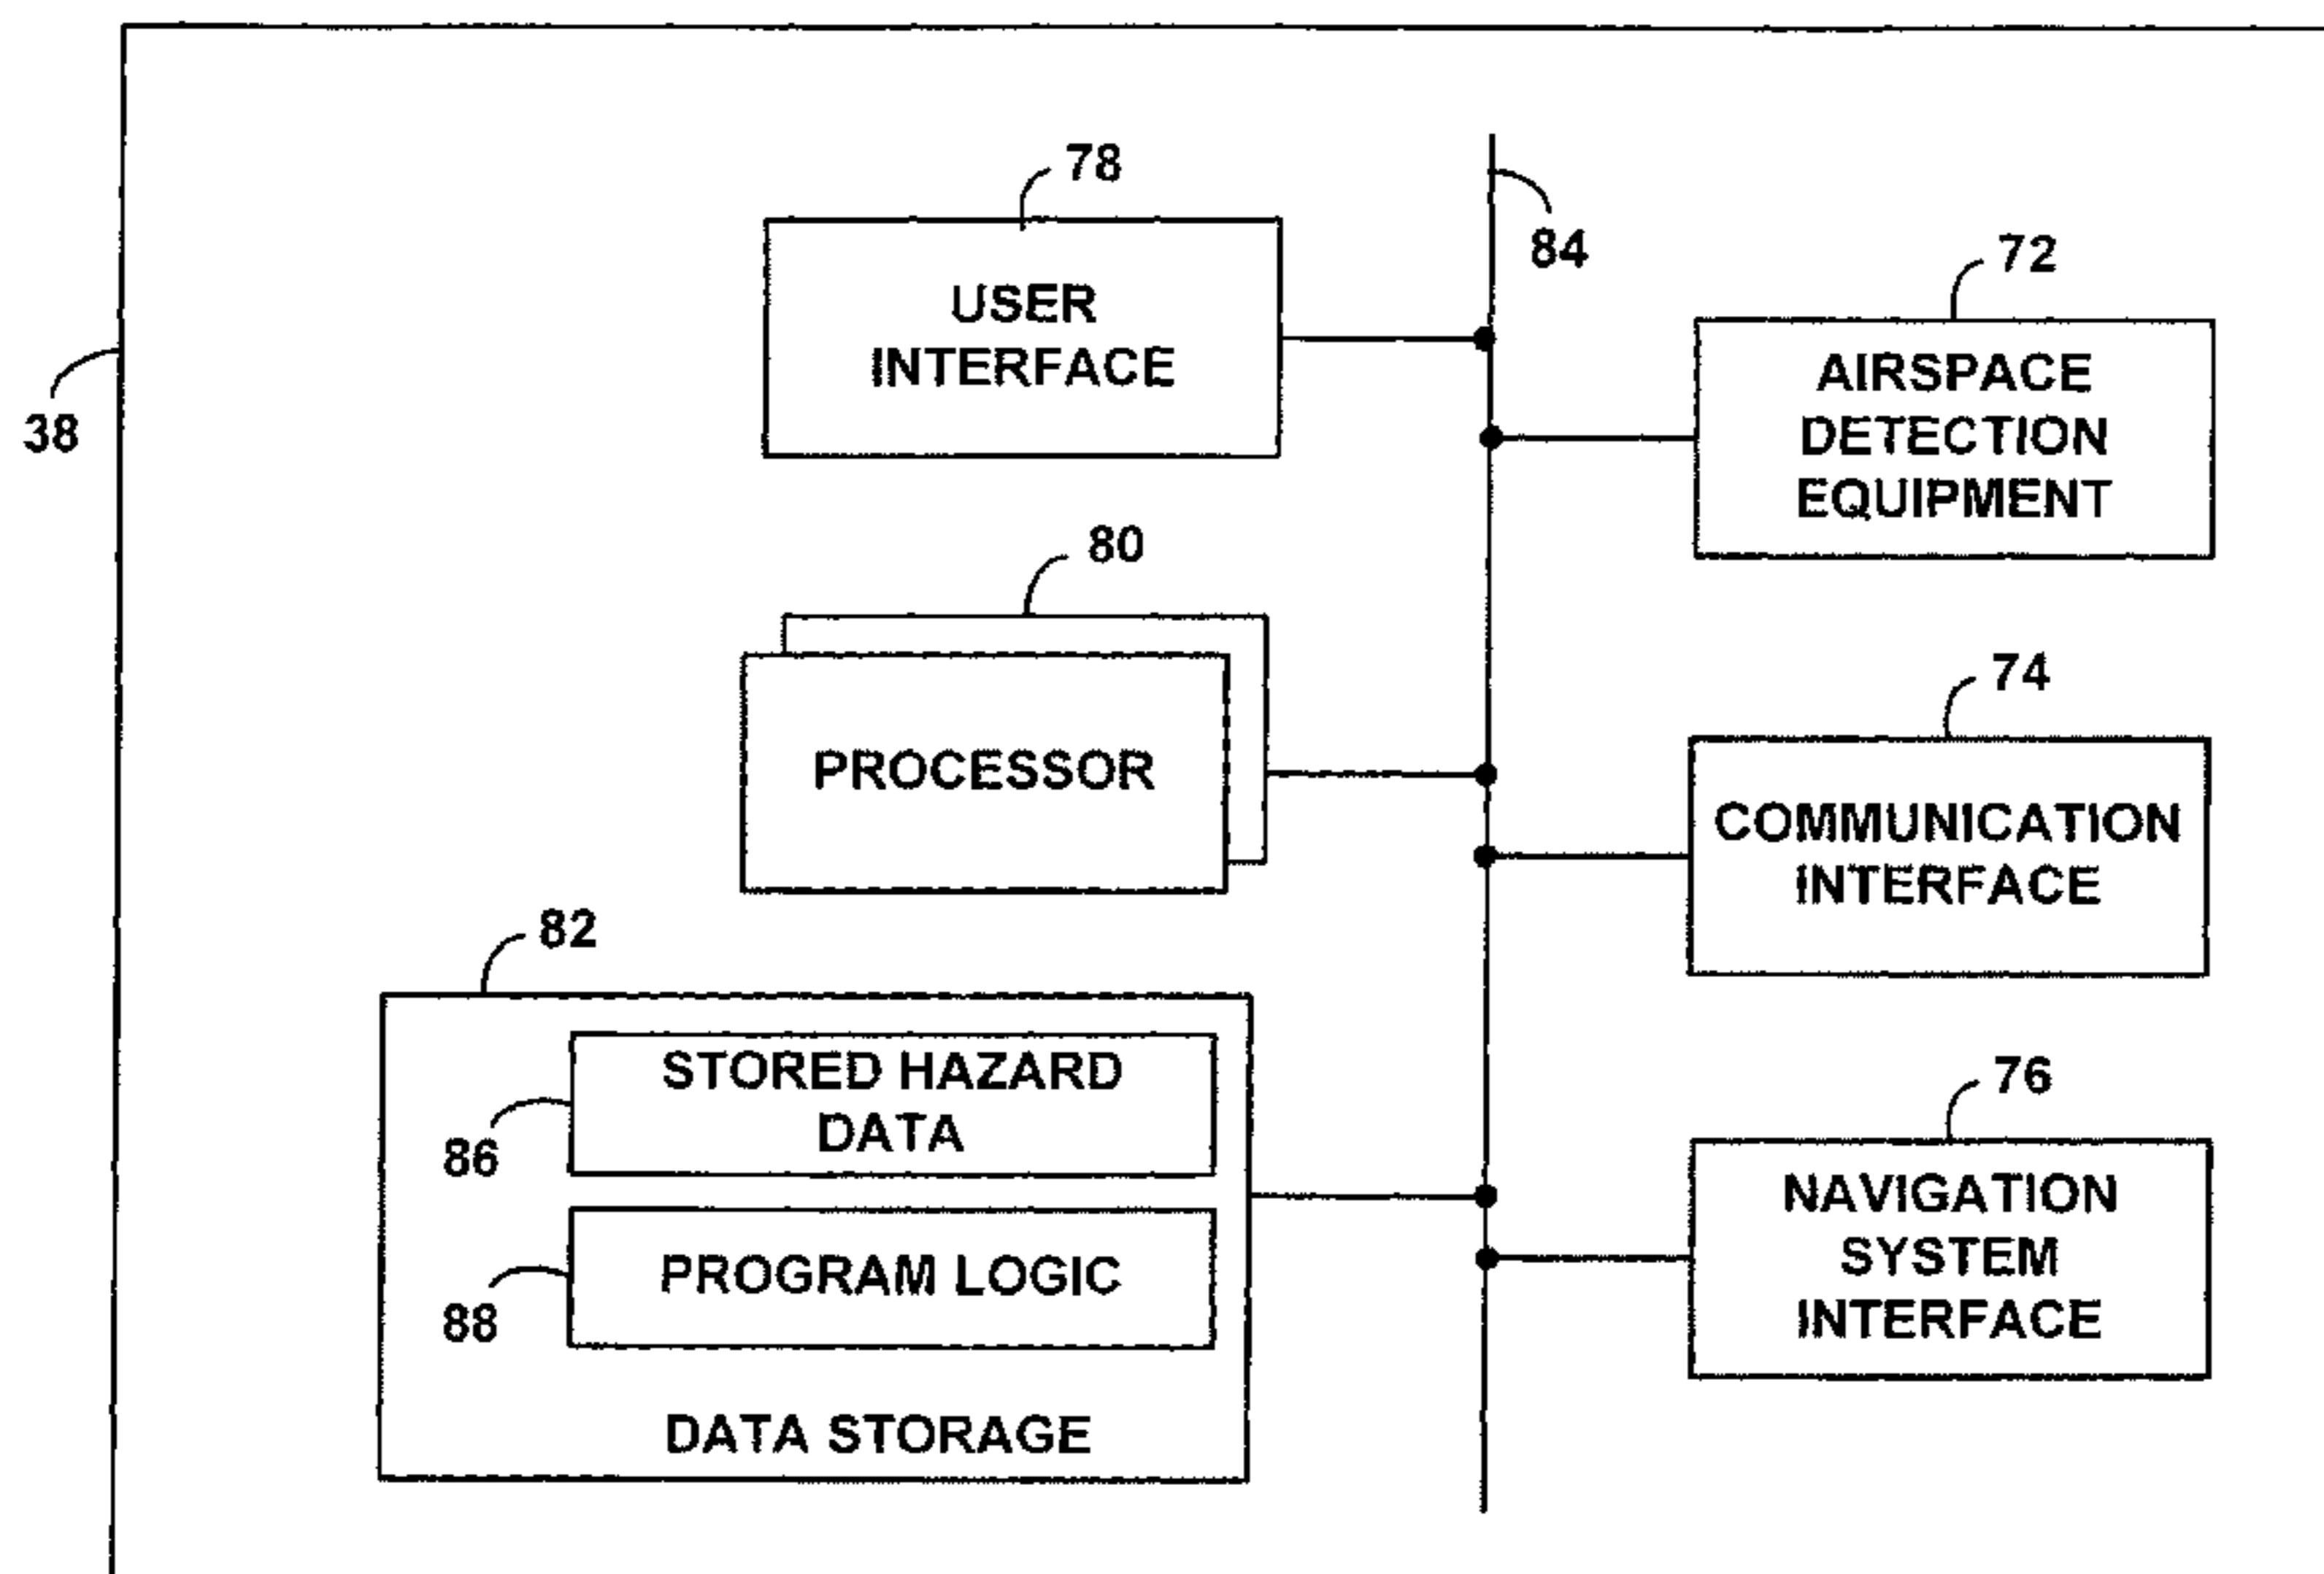 78
USER
INTERFACE
84
72
AIRSPACE
DETECTION
EQUIPMENT
38
80
PROCESSOR
74
COMMUNICATION
INTERFACE
82
STORED HAZARD
DATA
86
PROGRAM LOGIC
88
DATA STORAGE
76
NAVIGATION
SYSTEM
INTERFACE